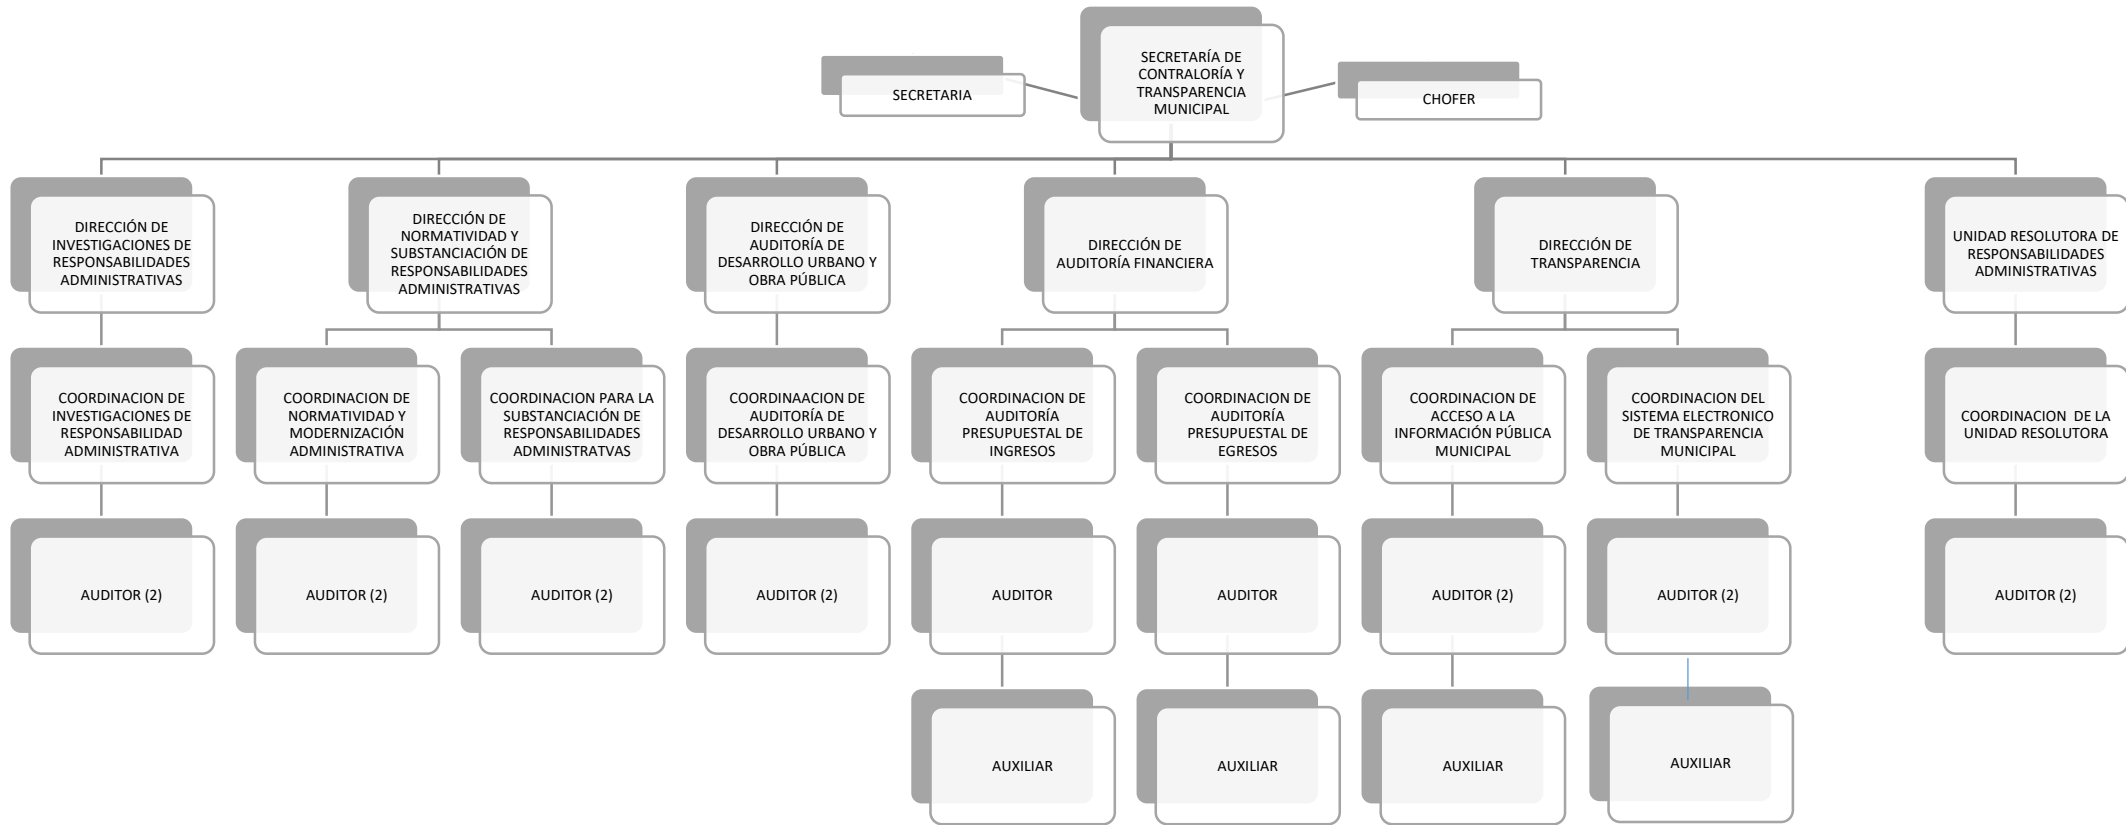 SECRETARÍA DE
CONTRALORÍA Y
TRANSPARENCIA
MUNICIPAL
SECRETARIA
CHOFER
DIRECCIÓN DE
INVESTIGACIONES DE
RESPONSABILIDADES
ADMINISTRATIVAS
DIRECCIÓN DE
NORMATIVIDAD Y
SUBSTANCIACIÓN DE
RESPONSABILIDADES
ADMINISTRATIVAS
DIRECCIÓN DE
AUDITORÍA DE
DESARROLLO URBANO Y
OBRA PÚBLICA
DIRECCIÓN DE
AUDITORÍA FINANCIERA
DIRECCIÓN DE
TRANSPARENCIA
UNIDAD RESOLUTORA DE
RESPONSABILIDADES
ADMINISTRATIVAS
COORDINACION DE
INVESTIGACIONES DE
RESPONSABILIDAD
ADMINISTRATIVA
COORDINACION DE
NORMATIVIDAD Y
MODERNIZACIÓN
ADMINISTRATIVA
COORDINACION PARA LA
SUBSTANCIACIÓN DE
RESPONSABILIDADES
ADMINISTRATVAS
COORDINAACION DE
AUDITORÍA DE
DESARROLLO URBANO Y
OBRA PÚBLICA
COORDINACION DE
AUDITORÍA
PRESUPUESTAL DE
INGRESOS
COORDINACION DE
AUDITORÍA
PRESUPUESTAL DE
EGRESOS
COORDINACION DE
ACCESO A LA
INFORMACIÓN PÚBLICA
MUNICIPAL
COORDINACION DEL
SISTEMA ELECTRONICO
DE TRANSPARENCIA
MUNICIPAL
COORDINACION  DE LA
UNIDAD RESOLUTORA
AUDITOR (2)
AUDITOR (2)
AUDITOR (2)
AUDITOR (2)
AUDITOR
AUDITOR
AUDITOR (2)
AUDITOR (2)
AUDITOR (2)
AUXILIAR
AUXILIAR
AUXILIAR
AUXILIAR